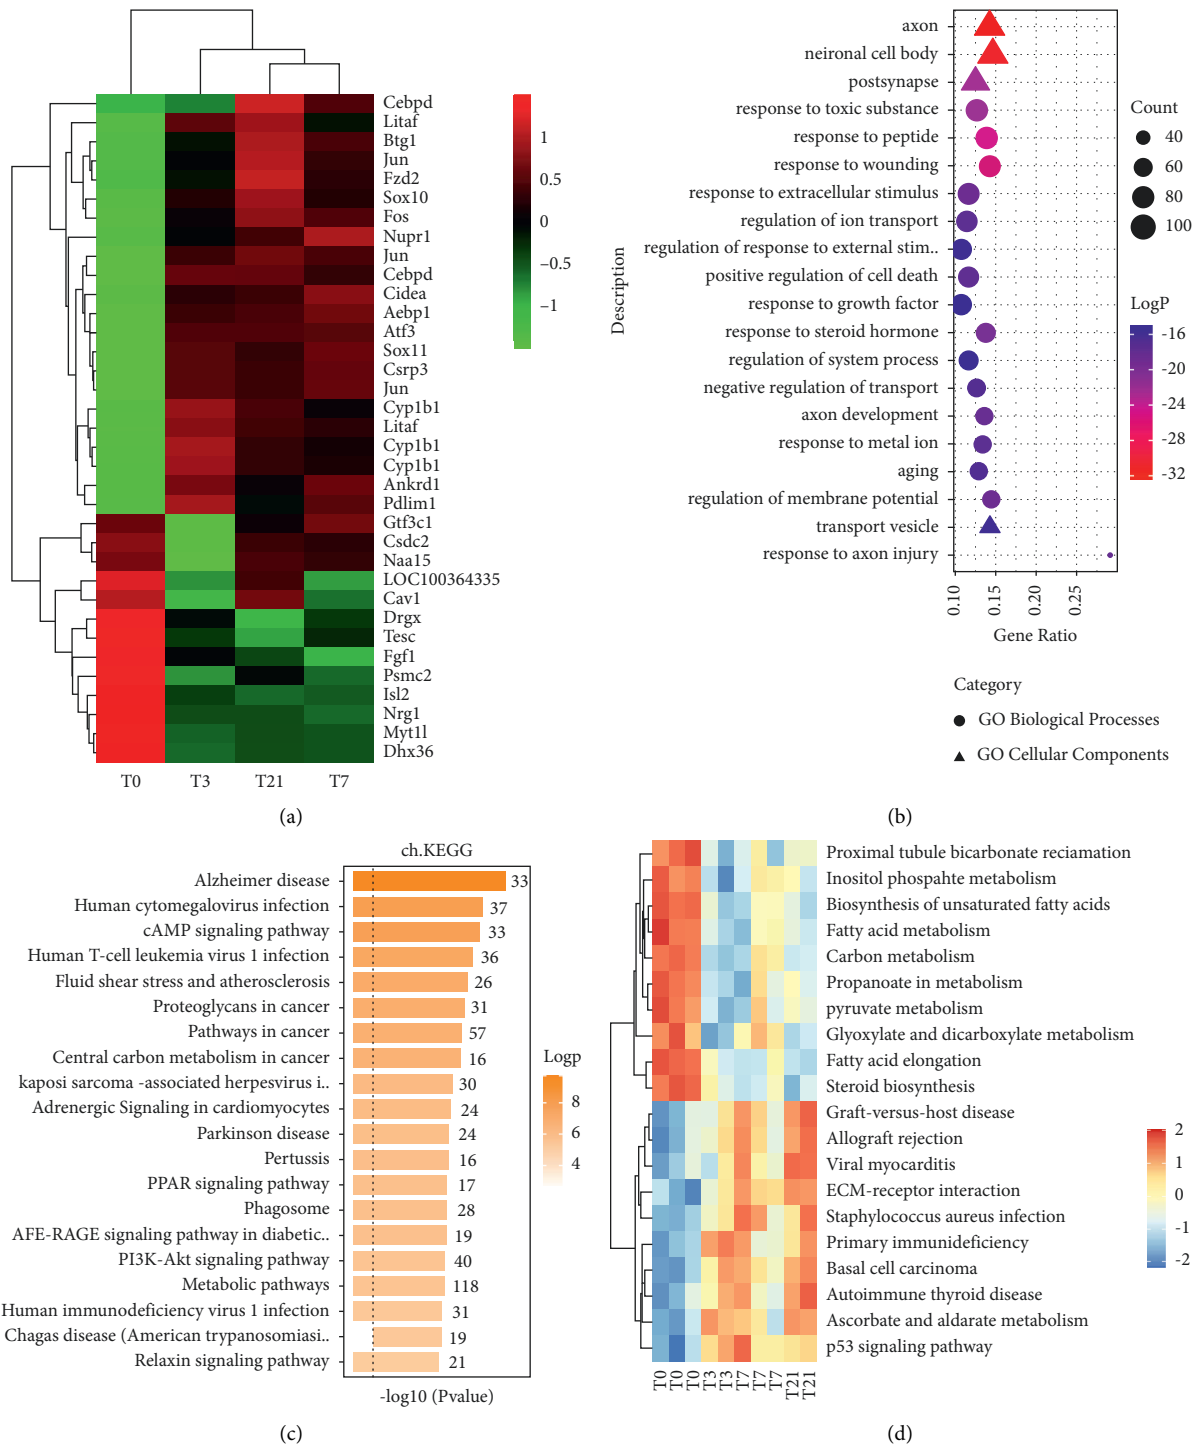 Cebpd
Litaf
Btg1
Jun
Fzd2
Sox10
Fos
Nupr1
Jun
Cebpd
Cidea
Aebp1
Atf3
Sox11
Csrp3
Jun
Cyp1b1
Litaf
Cyp1b1
Cyp1b1
Ankrd1
Pdlim1
Gtf3c1
Csdc2
Naa15
LOC100364335
Cav1
Drgx
Tesc
Fgf1
Psmc2
Isl2
Nrg1
Myt1l
Dhx36
T0 T3 T21 T7
1
0.5
0
−0.5
−1
(a)
Description
axon
neironal cell body
postsynapse
response to toxic substance
response to peptide
response to wounding
response to extracellular stimulus
regulation of ion transport
regulation of response to external stim..
positive regulation of cell death
response to growth factor
response to steroid hormone
regulation of system process
negative regulation of transport
axon development
response to metal ion
aging
regulation of membrane potential
transport vesicle
response to axon injury
0.10 0.15 0.20 0.25
Gene Ratio
Count
40
60
80
100
LogP
-16
-20
-24
-28
-32
Category
GO Biological Processes
GO Cellular Components
(b)
ch.KEGG
Alzheimer disease 33
Human cytomegalovirus infection 37
cAMP signaling pathway 33
Human T-cell leukemia virus 1 infection 36
Fluid shear stress and atherosclerosis 26
Proteoglycans in cancer 31
Pathways in cancer 57
Central carbon metabolism in cancer 16
kaposi sarcoma -associated herpesvirus i.. 30
Adrenergic Signaling in cardiomyocytes 24
Parkinson disease 24
Pertussis 16
PPAR signaling pathway 17
Phagosome 28
AFE-RAGE signaling pathway in diabetic.. 19
PI3K-Akt signaling pathway 40
Metabolic pathways 118
Human immunodeficiency virus 1 infection 31
Chagas disease (American trypanosomiasi.. 19
Relaxin signaling pathway 21
-log10 (Pvalue)
Logp
8
6
4
(c)
Proximal tubule bicarbonate reciamation
Inositol phospahte metabolism
Biosynthesis of unsaturated fatty acids
Fatty acid metabolism
Carbon metabolism
Propanoate in metabolism
pyruvate metabolism
Glyoxylate and dicarboxylate metabolism
Fatty acid elongation
Steroid biosynthesis
Graft-versus-host disease
Allograft rejection
Viral myocarditis
ECM-receptor interaction
Staphylococcus aureus infection
Primary immunideficiency
Basal cell carcinoma
Autoimmune thyroid disease
Ascorbate and aldarate metabolism
p53 signaling pathway
T0 T0 T0 T3 T3 T7 T7 T7 T21 T21
2
1
0
-1
-2
(d)